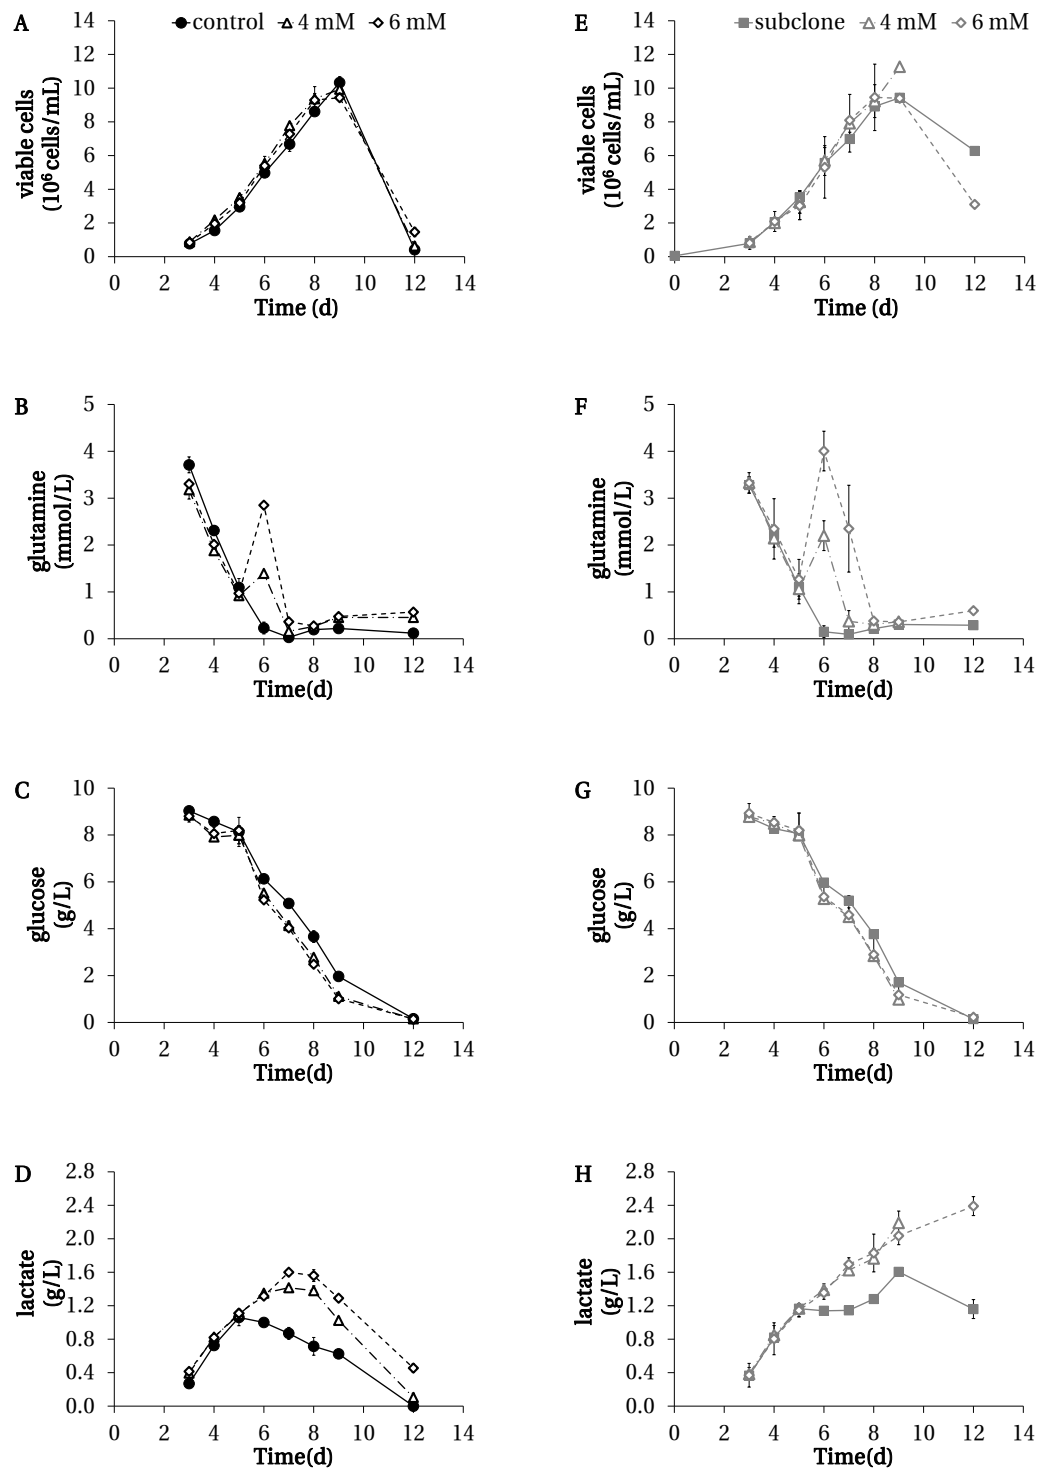 A
control 4 mM 6 mM
viable cells
(10⁶ cells/mL)
14
12
10
8
6
4
2
0
0 2 4 6 8 10 12 14
Time (d)
E
subclone 4 mM 6 mM
viable cells
(10⁶ cells/mL)
14
12
10
8
6
4
2
0
0 2 4 6 8 10 12 14
Time (d)
B
glutamine
(mmol/L)
5
4
3
2
1
0
0 2 4 6 8 10 12 14
Time(d)
F
glutamine
(mmol/L)
5
4
3
2
1
0
0 2 4 6 8 10 12 14
Time(d)
C
glucose
(g/L)
10
8
6
4
2
0
0 2 4 6 8 10 12 14
Time(d)
G
glucose
(g/L)
10
8
6
4
2
0
0 2 4 6 8 10 12 14
Time(d)
D
lactate
(g/L)
2.8
2.4
2.0
1.6
1.2
0.8
0.4
0.0
0 2 4 6 8 10 12 14
Time(d)
H
lactate
(g/L)
2.8
2.4
2.0
1.6
1.2
0.8
0.4
0.0
0 2 4 6 8 10 12 14
Time(d)